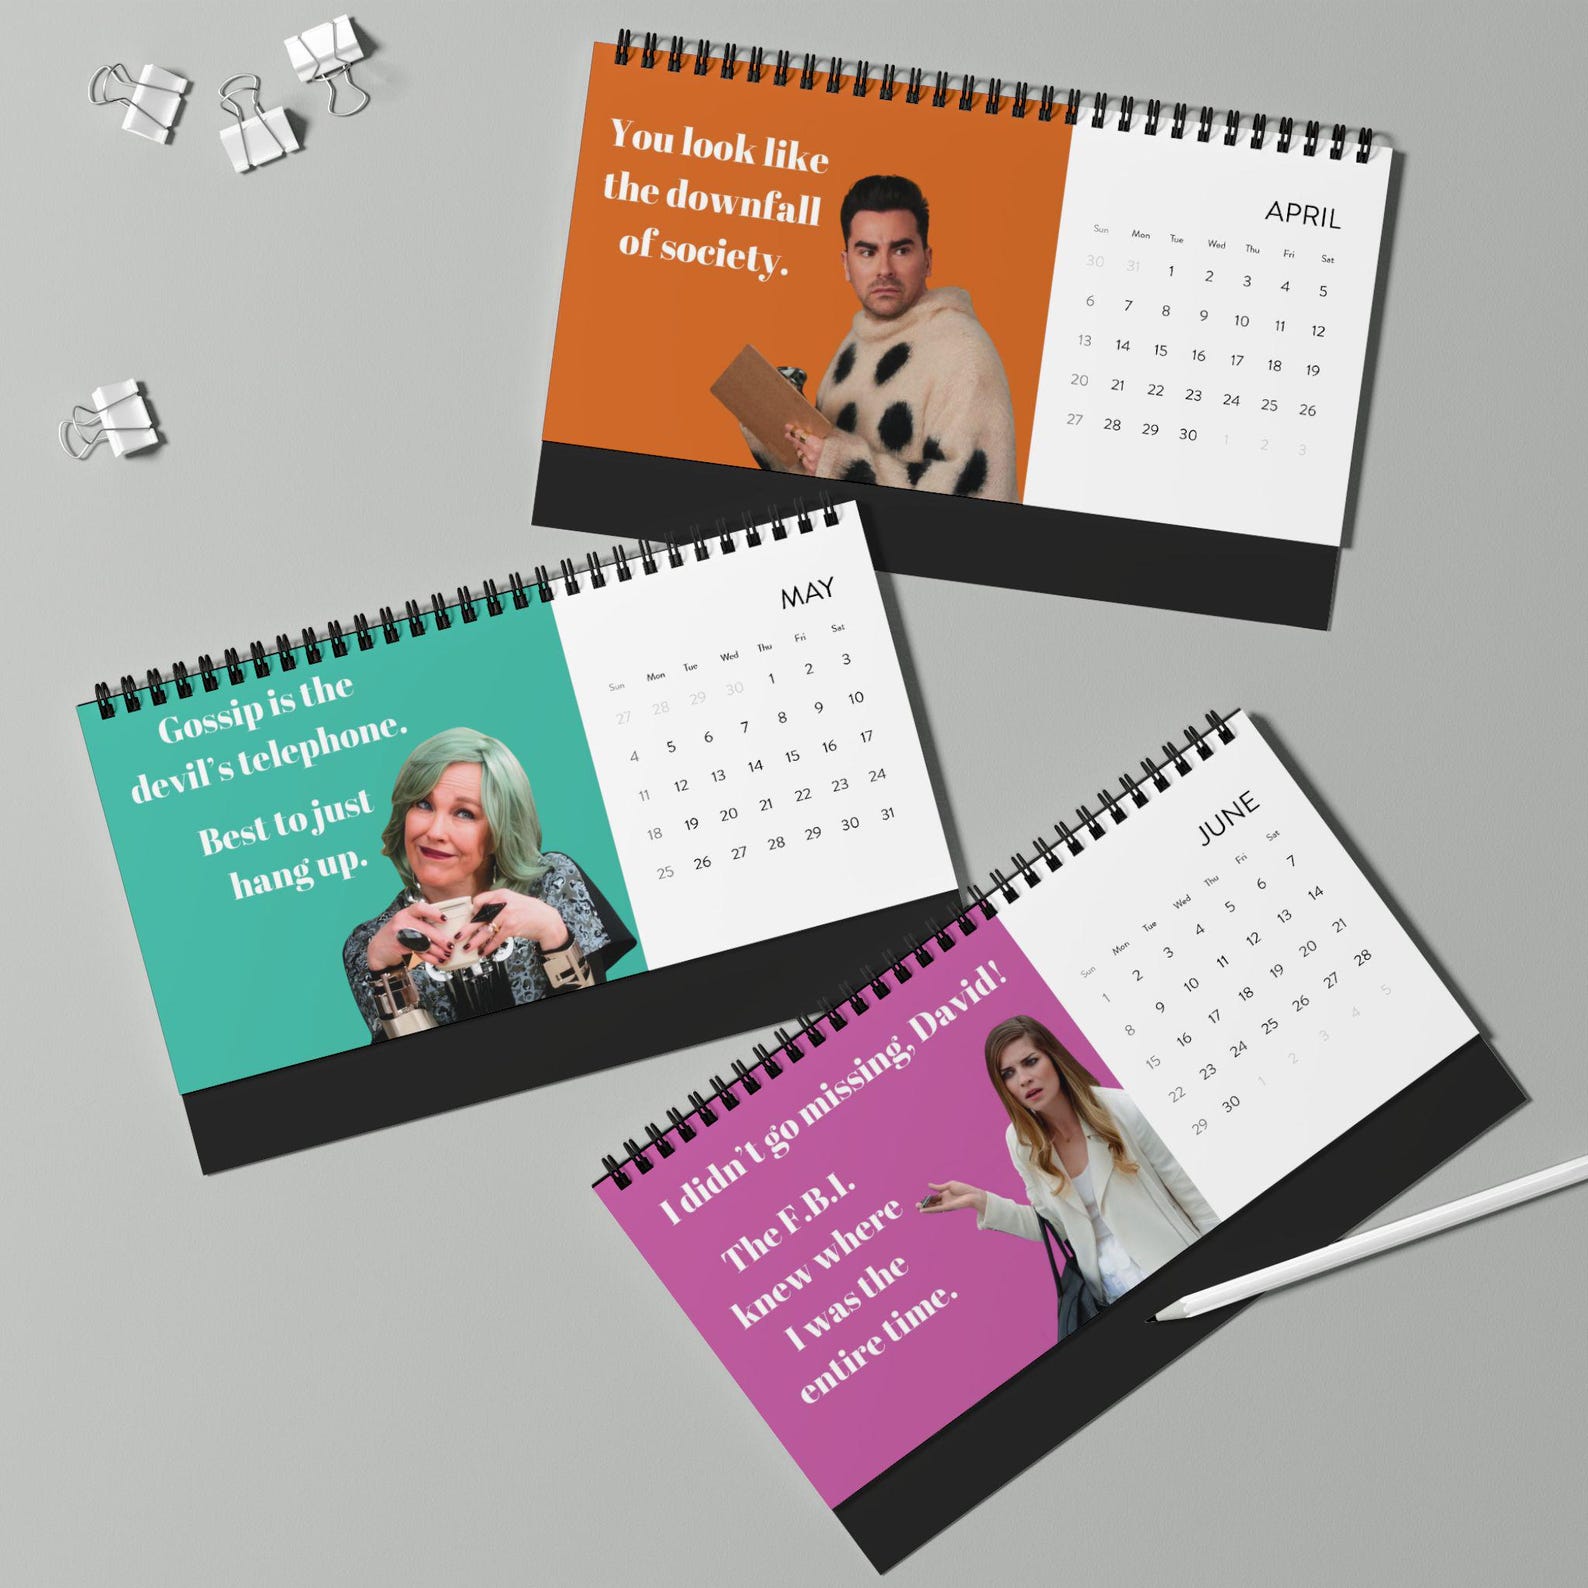 You look like
the downfall
of society.
APRIL
Sun Mon Tue Wed Thu Fri Sat
30 31 1 2 3 4 5
6 7 8 9 10 11 12
13 14 15 16 17 18 19
20 21 22 23 24 25 26
27 28 29 30 1 2 3
Gossip is the
devil's telephone.
Best to just
hang up.
MAY
Sun Mon Tue Wed Thu Fri Sat
27 28 29 30 1 2 3
4 5 6 7 8 9 10
11 12 13 14 15 16 17
18 19 20 21 22 23 24
25 26 27 28 29 30 31
I didn't go missing, David!
The F.B.I.
knew where
I was the
entire time.
JUNE
Sun Mon Tue Wed Thu Fri Sat
1 2 3 4 5 6 7
8 9 10 11 12 13 14
15 16 17 18 19 20 21
22 23 24 25 26 27 28
29 30 1 2 3 4 5